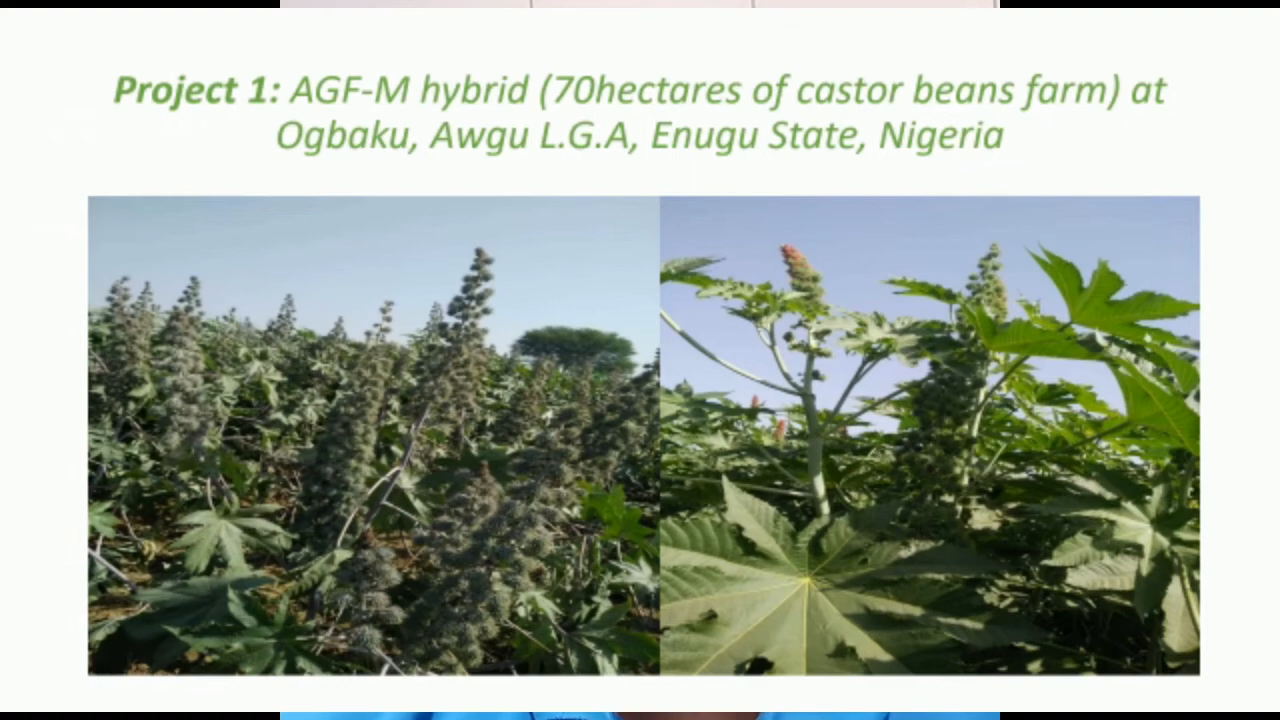 Project 1: AGF-M hybrid (70hectares of castor beans farm) at
Ogbaku, Awgu L.G.A, Enugu State, Nigeria